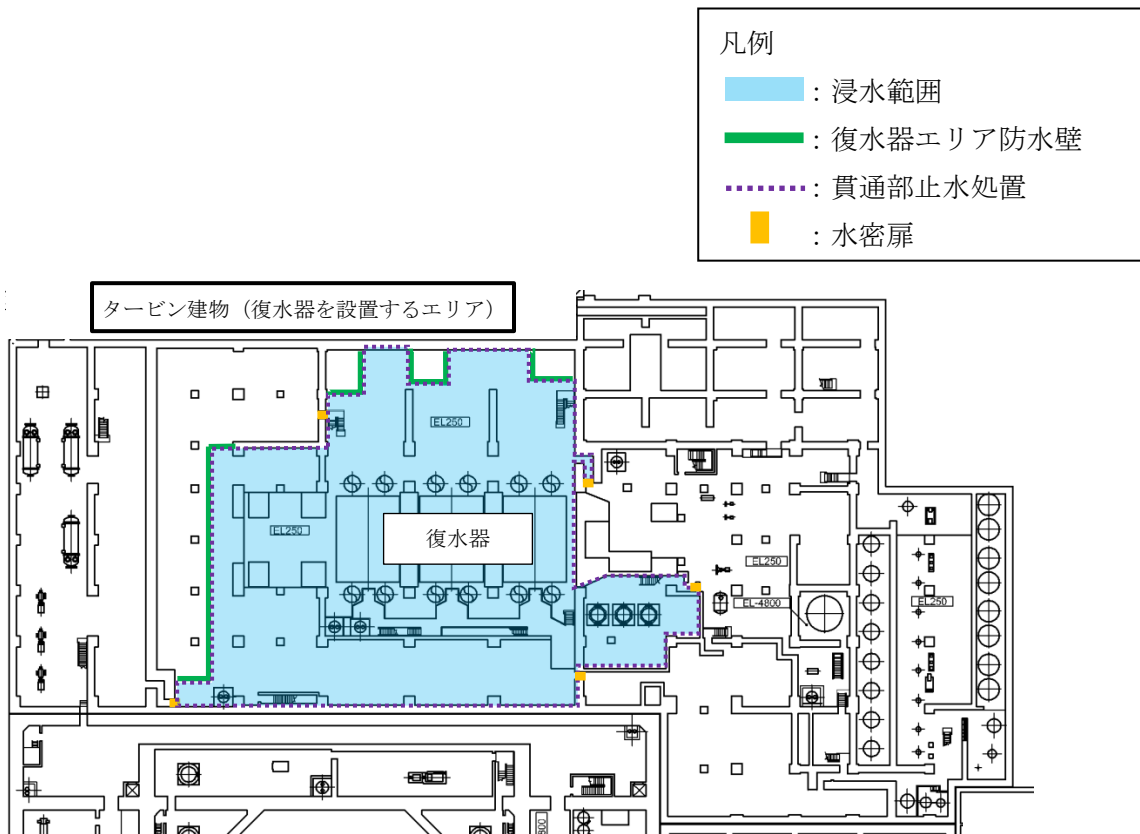 凡例
：浸水範囲
：復水器エリア防水壁
：貫通部止水処置
：水密扉
タービン建物（復水器を設置するエリア）
EL250
EL250
復水器
EL250
EL-4800
EL250